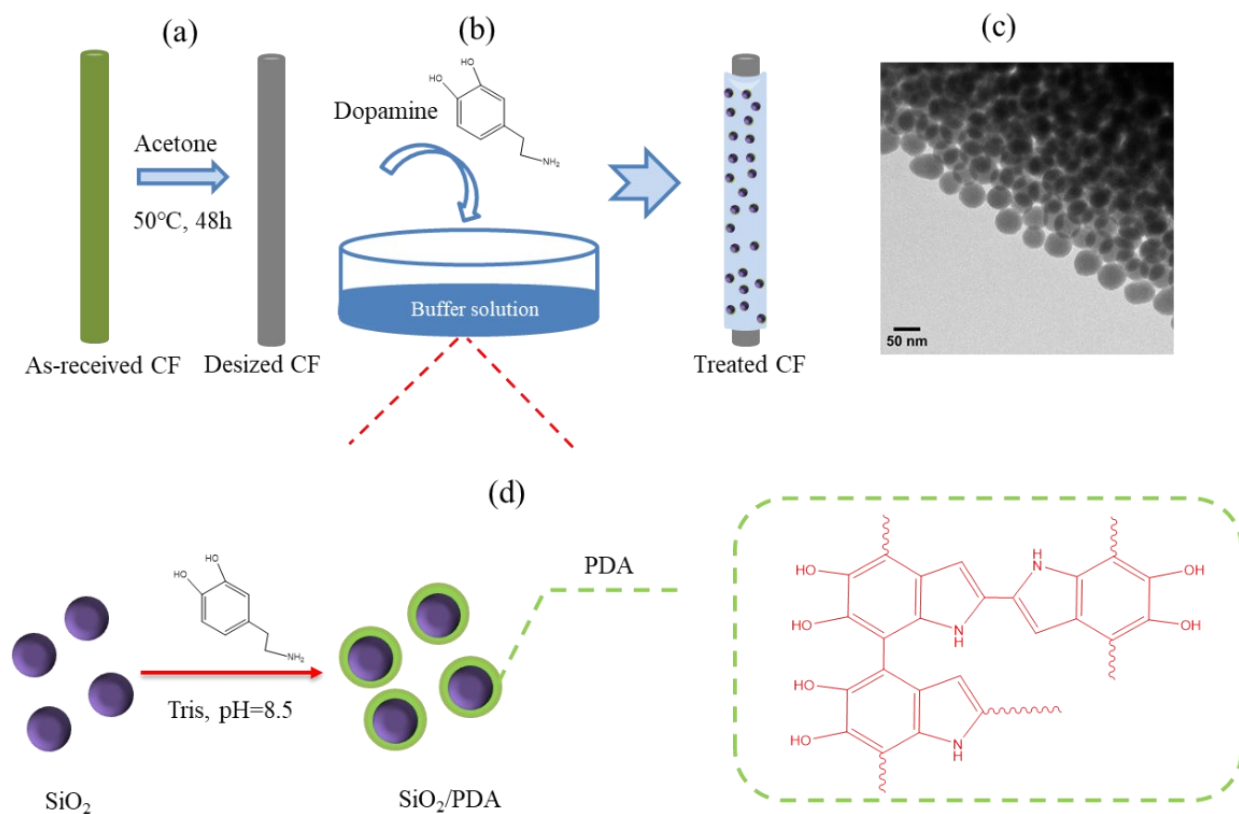 (a)
(b)
(c)
HO
HO
Dopamine
NH₂
Acetone
50°C, 48h
Buffer solution
50 nm
As-received CF
Desized CF
Treated CF
(d)
PDA
HO
HO
NH₂
Tris, pH=8.5
SiO₂
SiO₂/PDA
H
N
HO
OH
HO
OH
N
H
HO
HO
N
H